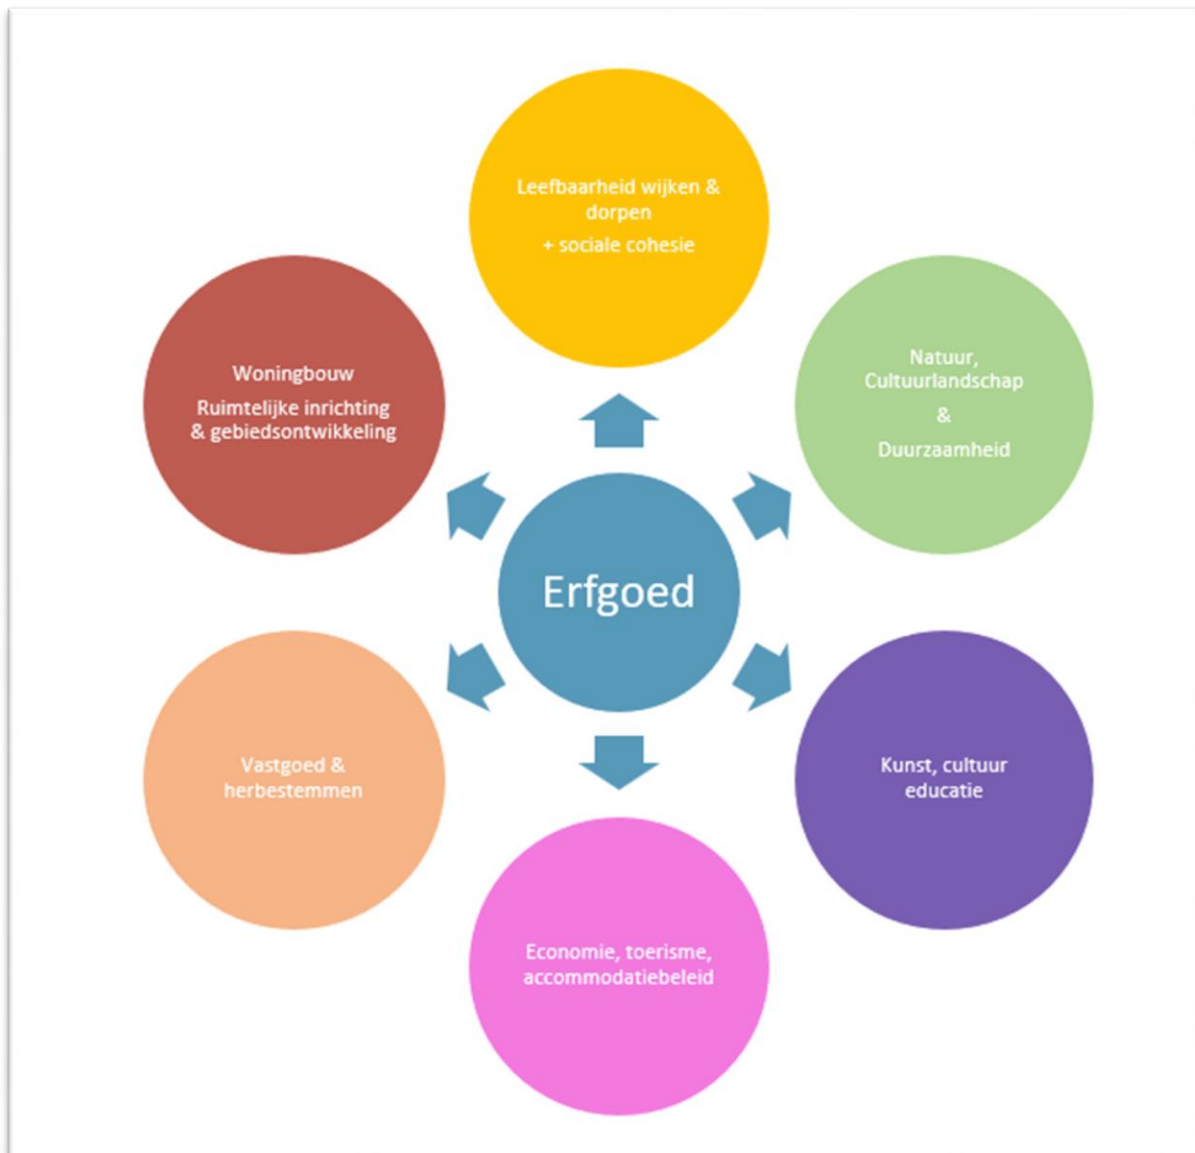 Leefbaarheid wijken &
dorpen
+ sociale cohesie
Natuur,
Cultuurlandschap
&
Duurzaamheid
Kunst, cultuur
educatie
Economie, toerisme,
accommodatiebeleid
Vastgoed &
herbestemmen
Woningbouw
Ruimtelijke inrichting
& gebiedsontwikkeling
Erfgoed